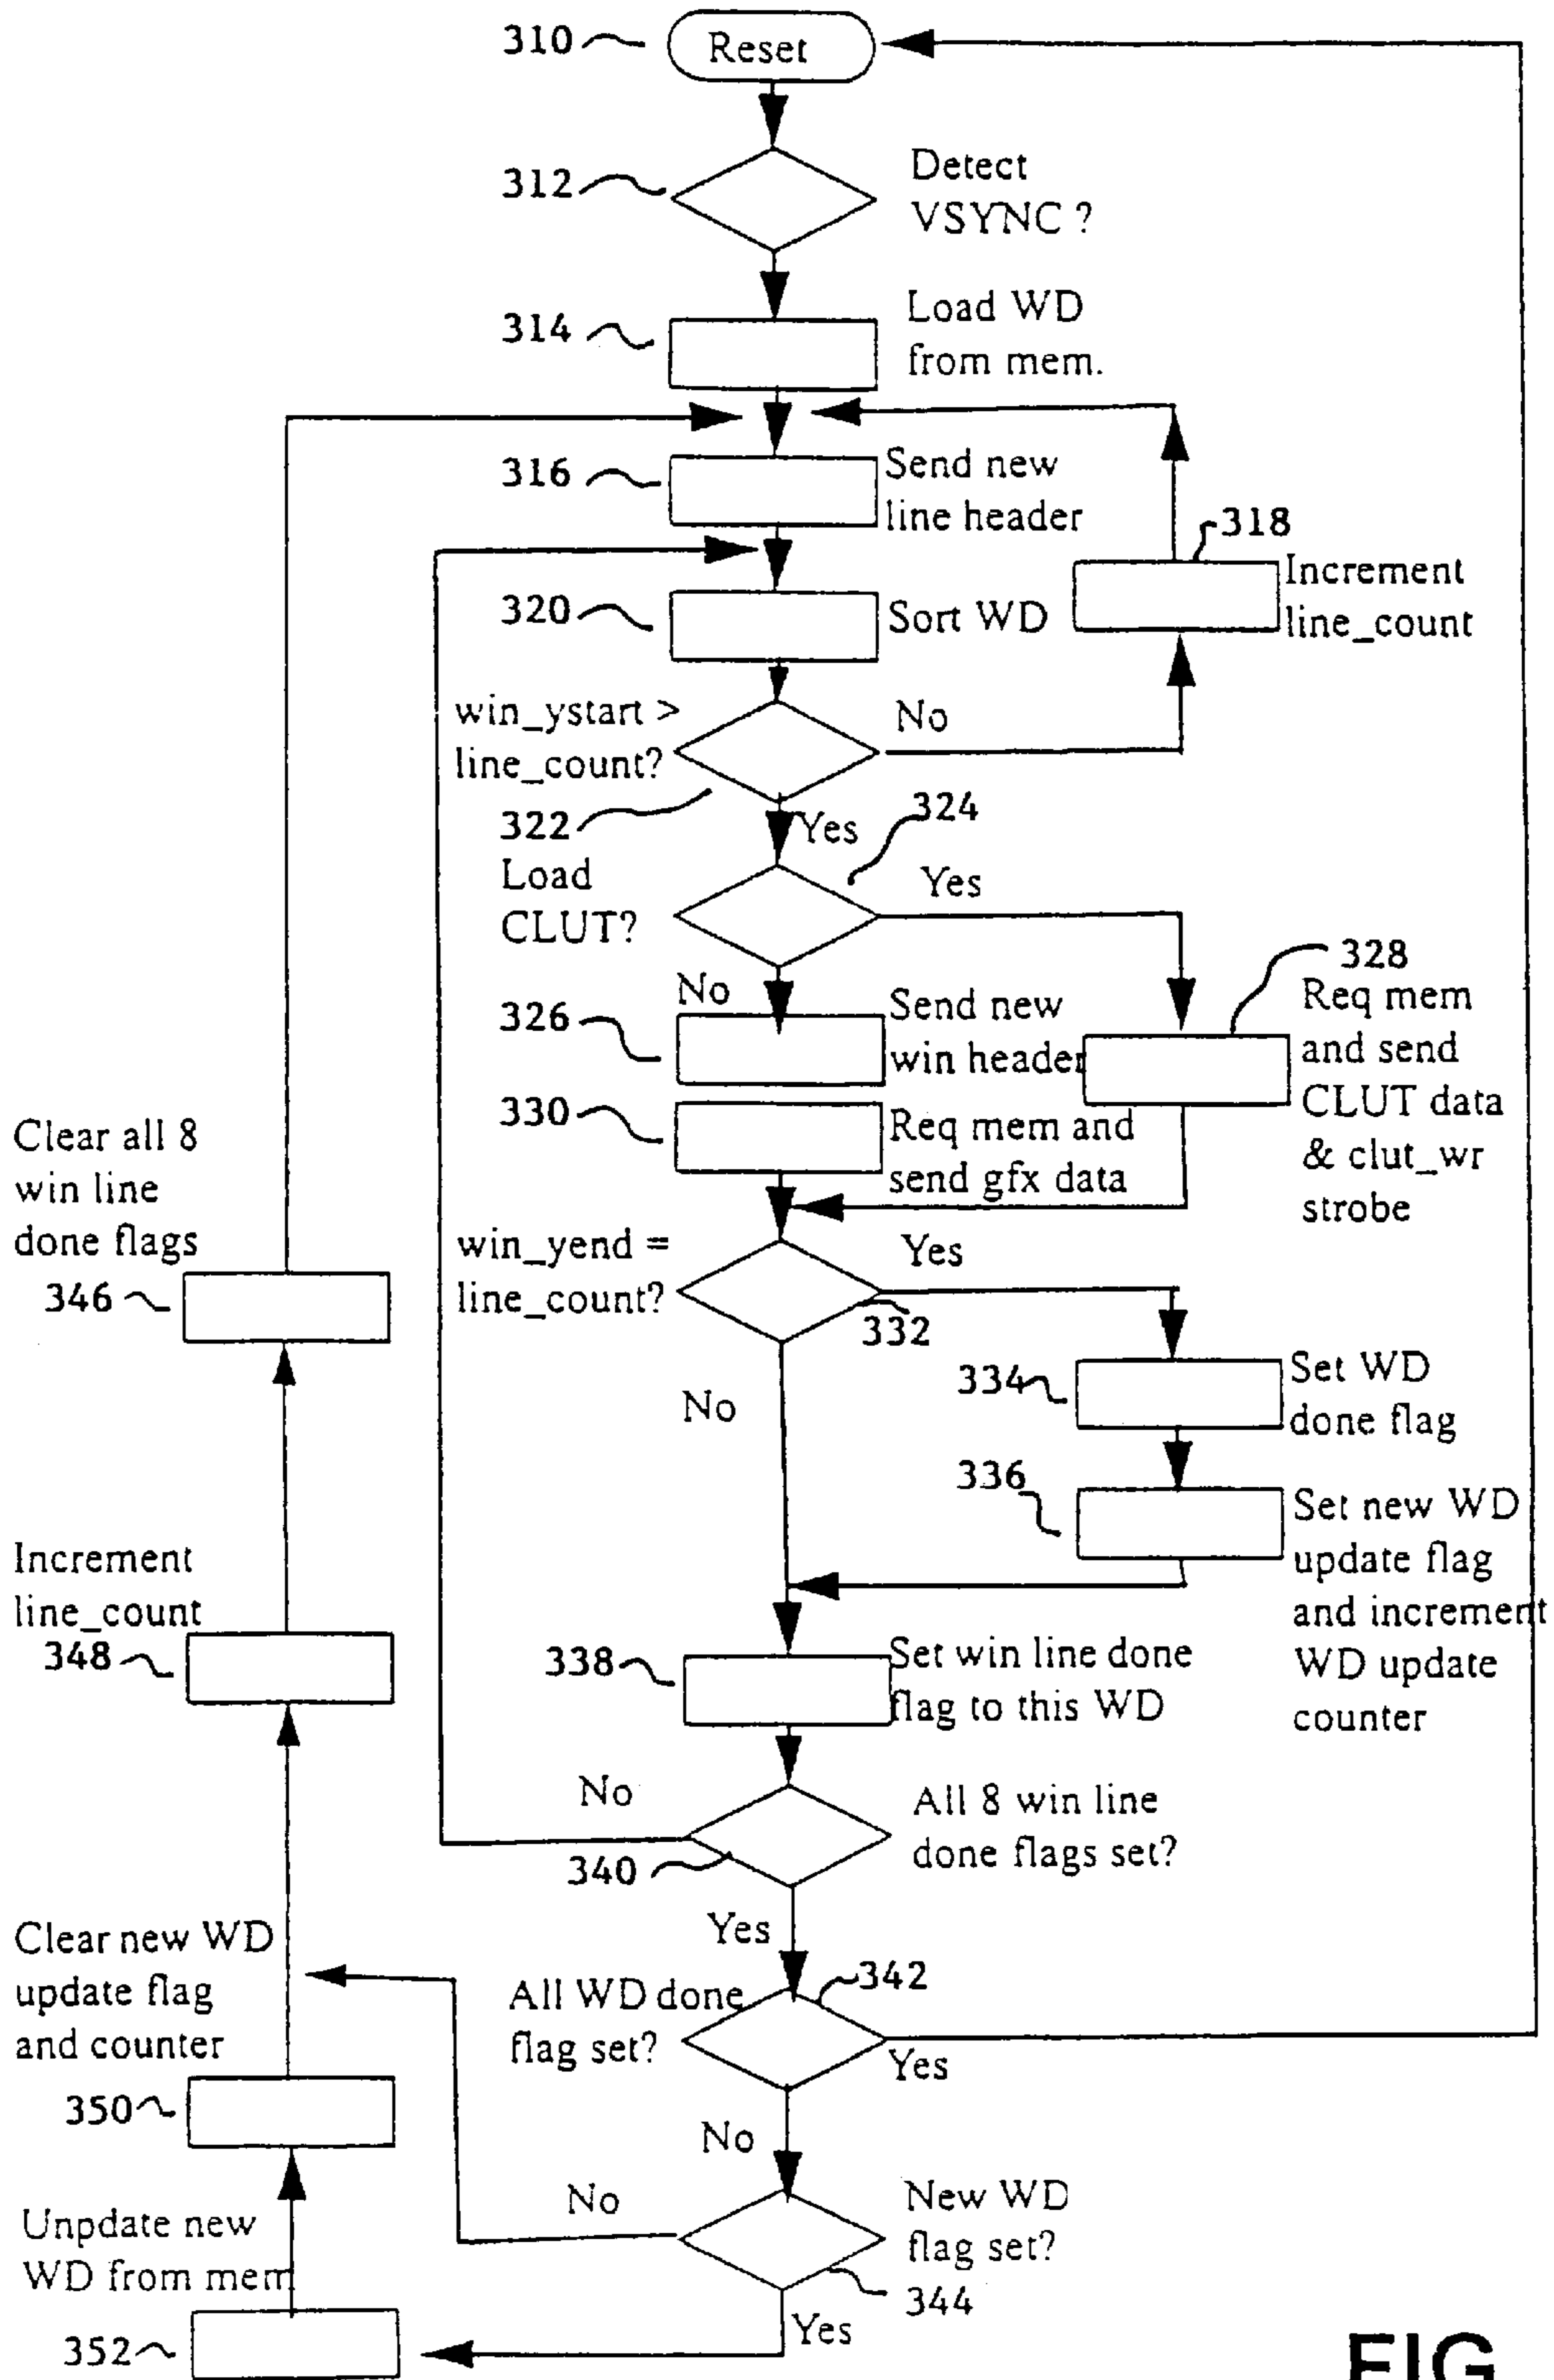 310
Reset
312
Detect
VSYNC ?
314
Load WD
from mem.
316
Send new
line header
318
Increment
line_count
320
Sort WD
win_ystart >
line_count?
No
322
Yes
324
Load
CLUT?
Yes
No
326
Send new
win header
328
Req mem
and send
CLUT data
& clut_wr
strobe
330
Req mem and
send gfx data
Clear all 8
win line
done flags
346
win_yend =
line_count?
Yes
332
No
334
Set WD
done flag
336
Set new WD
update flag
and increment
WD update
counter
Increment
line_count
348
338
Set win line done
flag to this WD
No
340
All 8 win line
done flags set?
Yes
Clear new WD
update flag
and counter
350
All WD done
flag set?
342
Yes
No
No
New WD
flag set?
344
Yes
Unpdate new
WD from mem
352
FIG